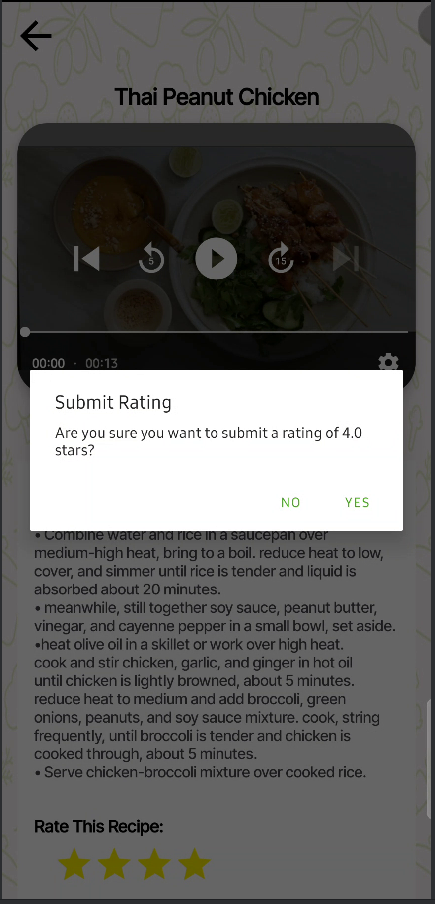 Thai Peanut Chicken
5
15
00:00 · 00:13
Submit Rating
Are you sure you want to submit a rating of 4.0
stars?
NO YES
• Combine water and rice in a saucepan over
medium-high heat, bring to a boil. reduce heat to low,
cover, and simmer until rice is tender and liquid is
absorbed about 20 minutes.
• meanwhile, still together soy sauce, peanut butter,
vinegar, and cayenne pepper in a small bowl, set aside.
•heat olive oil in a skillet or work over high heat.
cook and stir chicken, garlic, and ginger in hot oil
until chicken is lightly browned, about 5 minutes.
reduce heat to medium and add broccoli, green
onions, peanuts, and soy sauce mixture. cook, string
frequently, until broccoli is tender and chicken is
cooked through, about 5 minutes.
• Serve chicken-broccoli mixture over cooked rice.
Rate This Recipe: